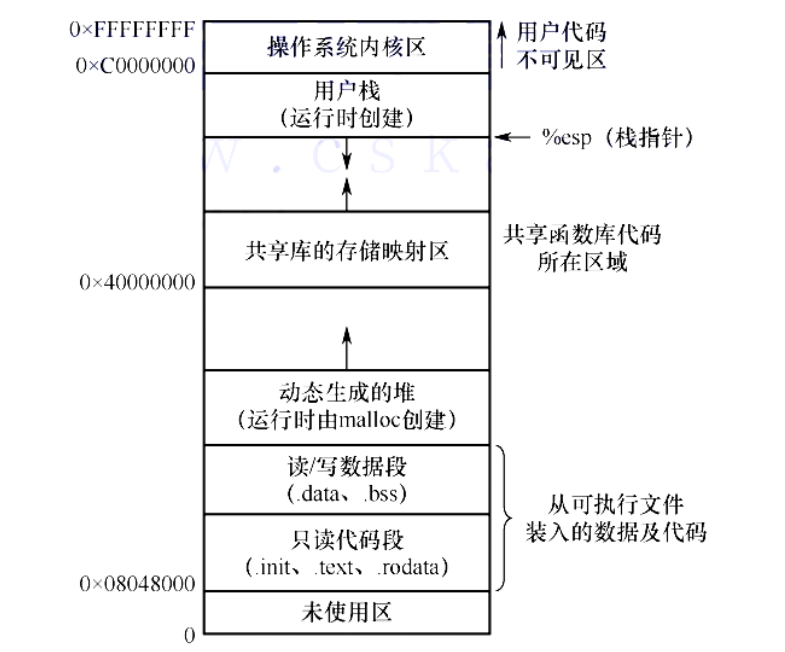 0×FFFFFFFF
操作系统内核区
用户代码
不可见区
0×C0000000
用户栈
(运行时创建)
%esp（栈指针）
共享库的存储映射区
共享函数库代码
所在区域
0×40000000
动态生成的堆
(运行时由malloc创建)
读/写数据段
(.data、.bss)
从可执行文件
装入的数据及代码
只读代码段
(.init、.text、.rodata)
0×08048000
未使用区
0